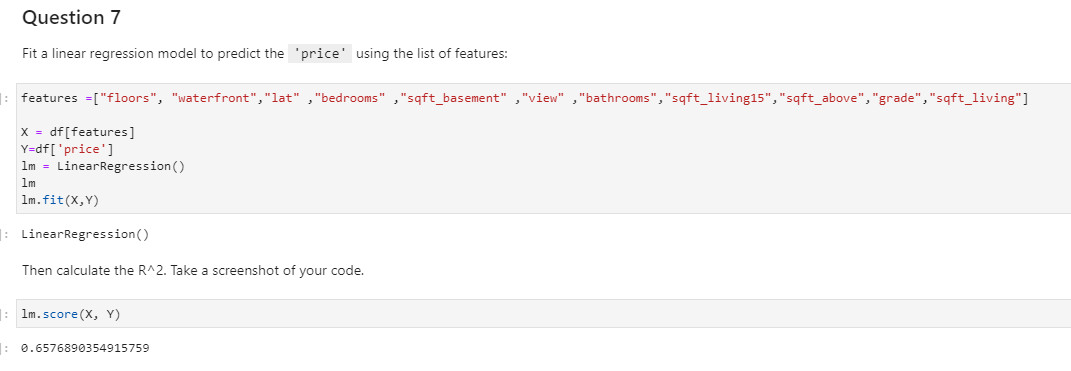 Question 7
Fit a linear regression model to predict the 'price' using the list of features:
]: features =["floors", "waterfront","lat" ,"bedrooms" ,"sqft_basement" ,"view" ,"bathrooms","sqft_living15","sqft_above","grade","sqft_living"]
X = df[features]
Y=df['price']
lm = LinearRegression()
lm
lm.fit(X,Y)
]: LinearRegression()
Then calculate the R^2. Take a screenshot of your code.
]: lm.score(X, Y)
]: 0.6576890354915759